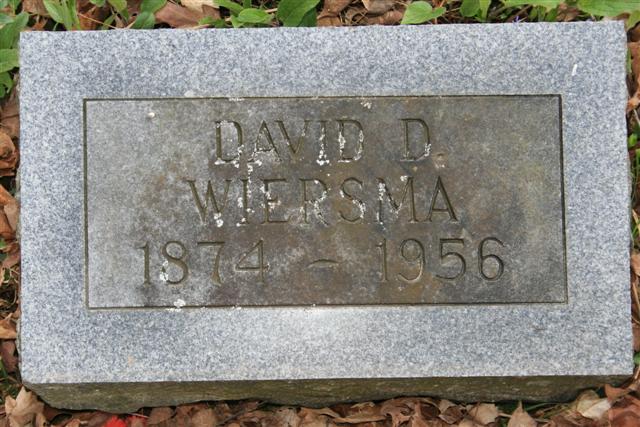 DAVID D.
WIERSMA
1874 – 1956